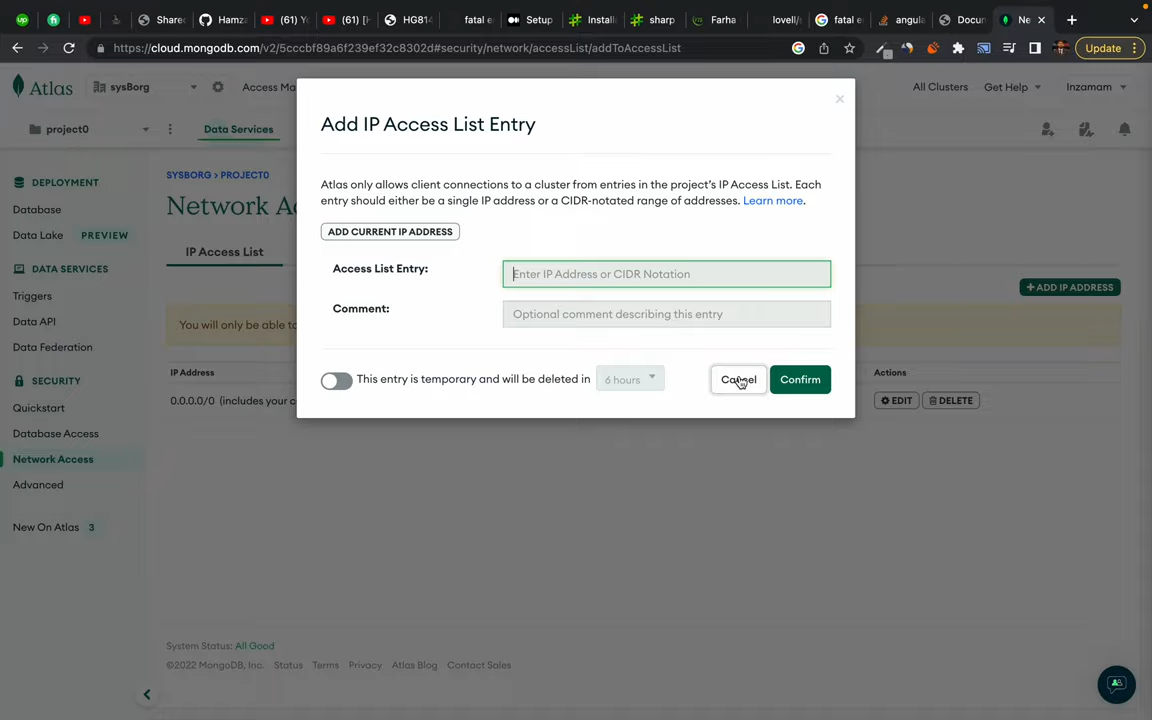 Shared
Hamza
(61) Y
(61) [H
HG814
fatal er
Setup
Install
sharp
Farha
lovell/s
fatal e
angula
Docun
Ne
https://cloud.mongodb.com/v2/5cccbf89a6f239ef32c8302d#security/network/accessList/addToAccessList
Update
Atlas
sysBorg
Access Ma
All Clusters
Get Help
Inzamam
project0
Data Services
DEPLOYMENT
Database
Data Lake PREVIEW
DATA SERVICES
Triggers
Data API
Data Federation
SECURITY
Quickstart
Database Access
Network Access
Advanced
New On Atlas 3
SYSBORG > PROJECT0
Network A
IP Access List
+ ADD IP ADDRESS
You will only be able to
IP Address
Actions
0.0.0.0/0 (includes your c
EDIT
DELETE
Add IP Access List Entry
Atlas only allows client connections to a cluster from entries in the project's IP Access List. Each
entry should either be a single IP address or a CIDR-notated range of addresses. Learn more.
ADD CURRENT IP ADDRESS
Access List Entry:
Enter IP Address or CIDR Notation
Comment:
Optional comment describing this entry
This entry is temporary and will be deleted in
6 hours
Cancel
Confirm
System Status: All Good
©2022 MongoDB, Inc. Status Terms Privacy Atlas Blog Contact Sales